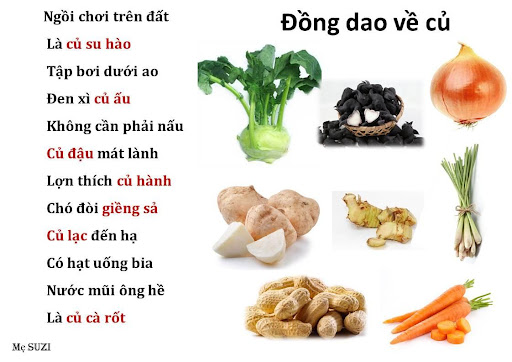 Đồng dao về củ
Ngồi chơi trên đất
Là củ su hào
Tập bơi dưới ao
Đen xì củ ấu
Không cần phải nấu
Củ đậu mát lành
Lợn thích củ hành
Chó đòi giềng sả
Củ lạc đến hạ
Có hạt uống bia
Nước mũi ông hề
Là củ cà rốt
Mẹ SUZI